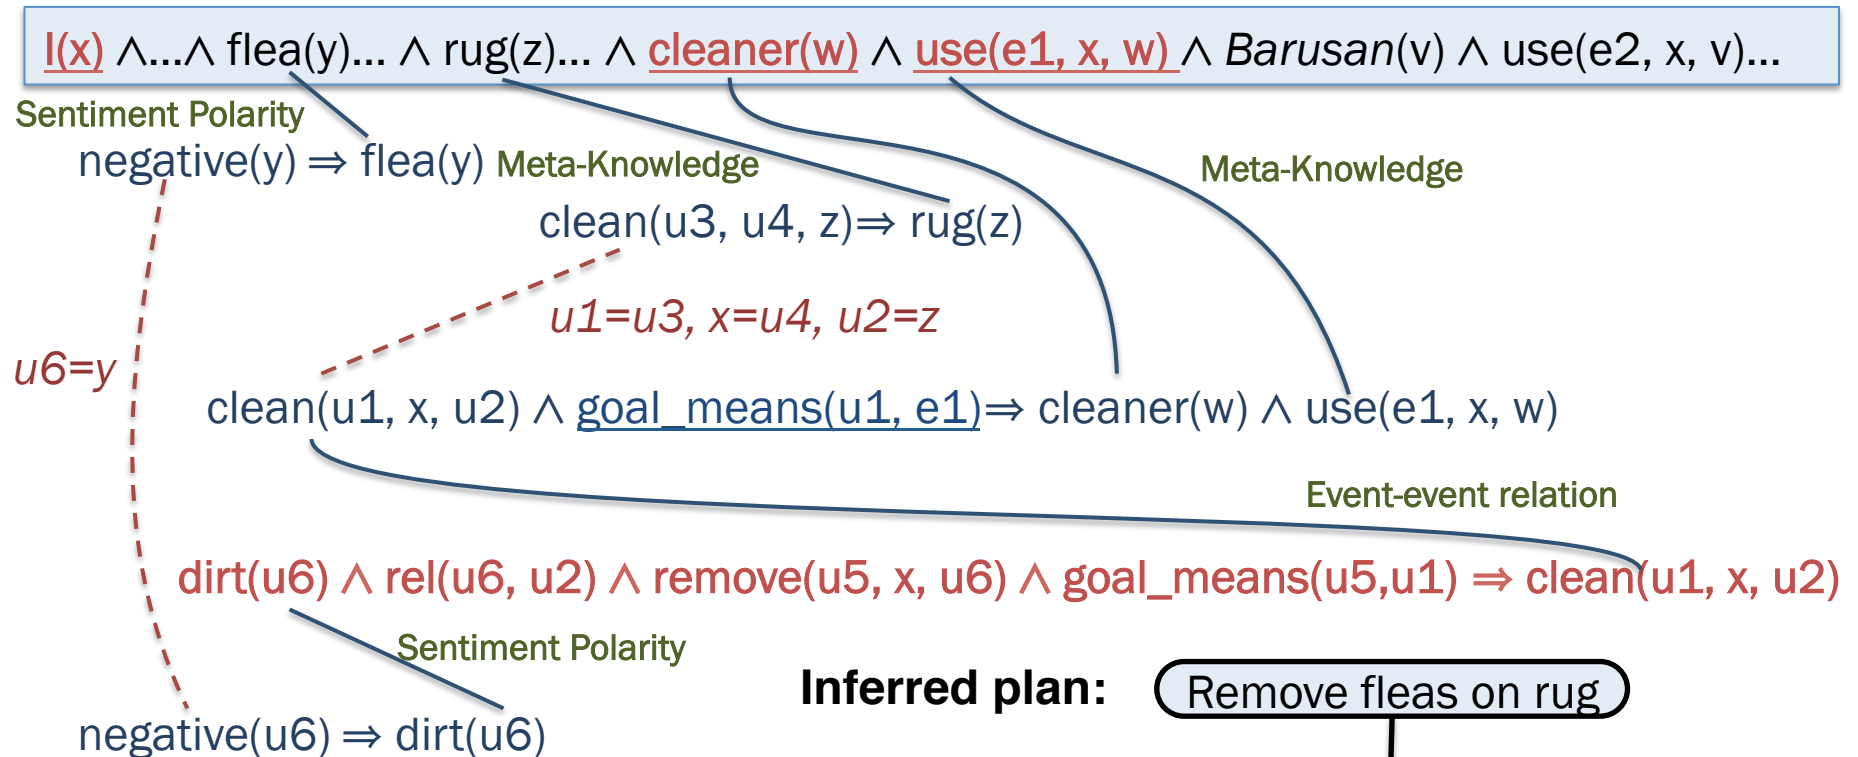 I(x) ∧...∧ flea(y)... ∧ rug(z)... ∧ cleaner(w) ∧ use(e1, x, w) ∧ Barusan(v) ∧ use(e2, x, v)...
Sentiment Polarity
negative(y) ⇒ flea(y) Meta-Knowledge
Meta-Knowledge
clean(u3, u4, z)⇒ rug(z)
u1=u3, x=u4, u2=z
u6=y
clean(u1, x, u2) ∧ goal_means(u1, e1)⇒ cleaner(w) ∧ use(e1, x, w)
Event-event relation
dirt(u6) ∧ rel(u6, u2) ∧ remove(u5, x, u6) ∧ goal_means(u5,u1) ⇒ clean(u1, x, u2)
Sentiment Polarity
Inferred plan: Remove fleas on rug
negative(u6) ⇒ dirt(u6)